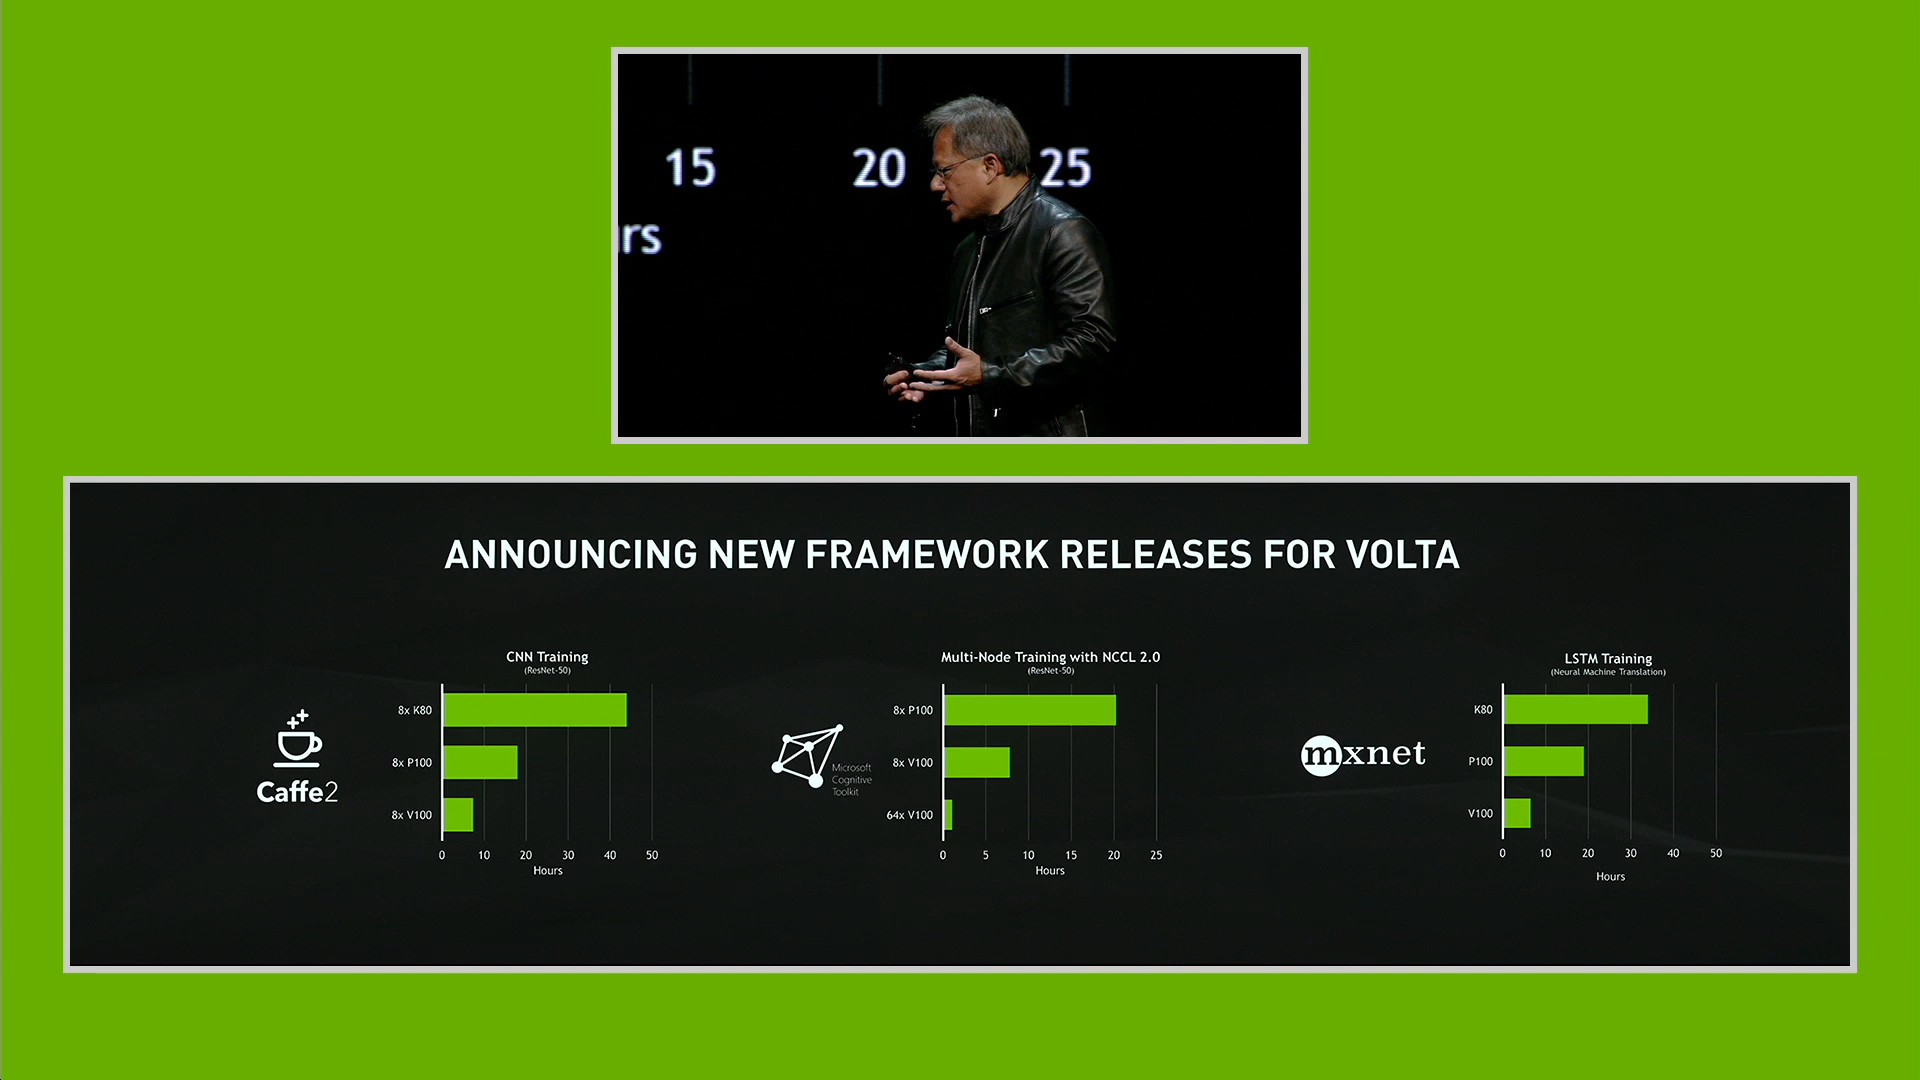 15 20 25
urs
ANNOUNCING NEW FRAMEWORK RELEASES FOR VOLTA
Caffe2
CNN Training
(ResNet-50)
8x K80
8x P100
8x V100
0 10 20 30 40 50
Hours
Microsoft
Cognitive
Toolkit
Multi-Node Training with NCCL 2.0
(ResNet-50)
8x P100
8x V100
64x V100
0 5 10 15 20 25
Hours
mxnet
LSTM Training
(Neural Machine Translation)
K80
P100
V100
0 10 20 30 40 50
Hours